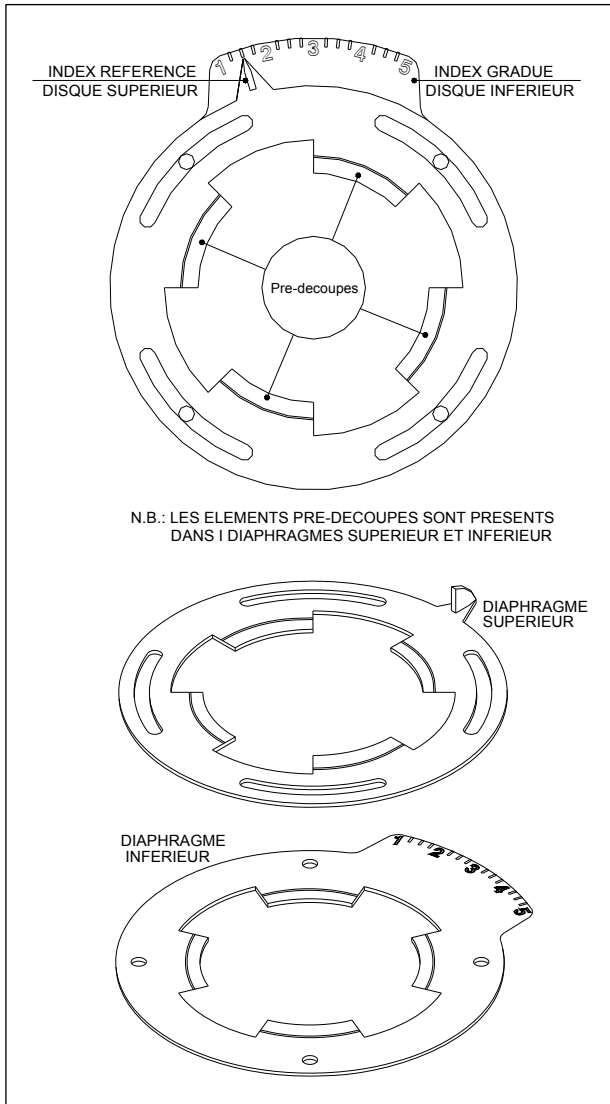 1 2 3 4 5
INDEX REFERENCE
DISQUE SUPERIEUR
INDEX GRADUE
DISQUE INFERIEUR
Pre-decoupes
N.B.: LES ELEMENTS PRE-DECOUPES SONT PRESENTS
DANS I DIAPHRAGMES SUPERIEUR ET INFERIEUR
DIAPHRAGME
SUPERIEUR
DIAPHRAGME
INFERIEUR
1 2 3 4 5